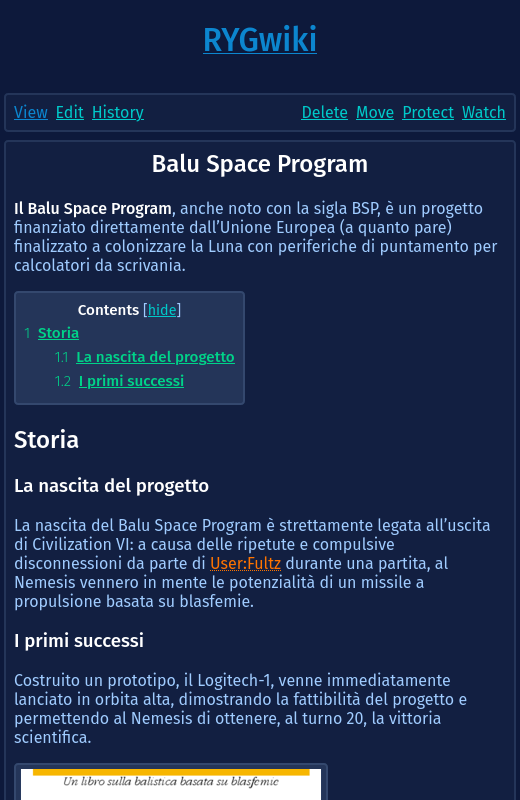 RYGwiki
View Edit History Delete Move Protect Watch
Balu Space Program
Il Balu Space Program, anche noto con la sigla BSP, è un progetto
finanziato direttamente dall’Unione Europea (a quanto pare)
finalizzato a colonizzare la Luna con periferiche di puntamento per
calcolatori da scrivania.
Contents [hide]
1 Storia
1.1 La nascita del progetto
1.2 I primi successi
Storia
La nascita del progetto
La nascita del Balu Space Program è strettamente legata all’uscita
di Civilization VI: a causa delle ripetute e compulsive
disconnessioni da parte di User:Fultz durante una partita, al
Nemesis vennero in mente le potenzialità di un missile a
propulsione basata su blasfemie.
I primi successi
Costruito un prototipo, il Logitech-1, venne immediatamente
lanciato in orbita alta, dimostrando la fattibilità del progetto e
permettendo al Nemesis di ottenere, al turno 20, la vittoria
scientifica.
Un libro sulla balistica basata su blasfemie